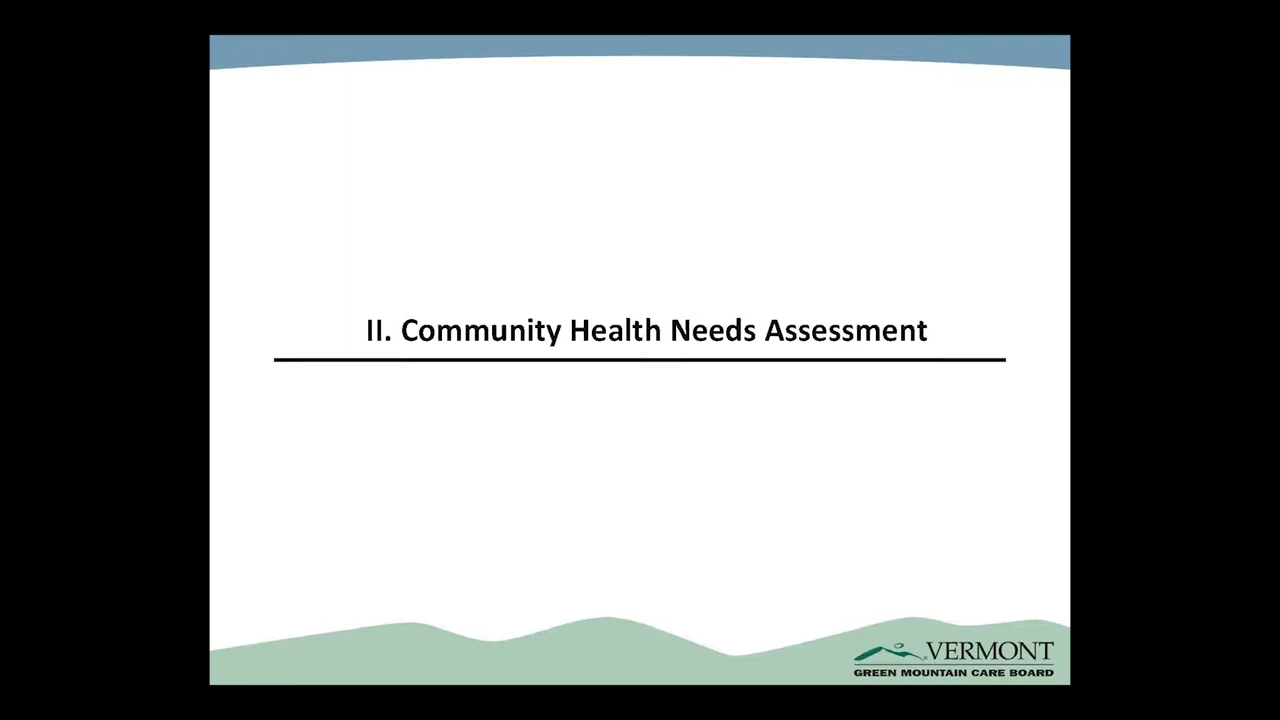 II. Community Health Needs Assessment
VERMONT
GREEN MOUNTAIN CARE BOARD